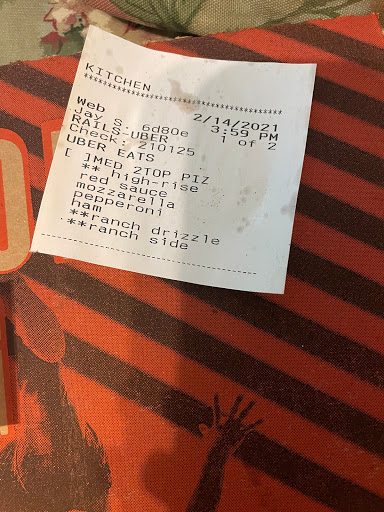 KITCHEN
****************************************
Web 2/14/2021
Jay S 6d80e 3:59 PM
RAILS-UBER 1 of 2
Check: 210125
UBER EATS
[ ]MED 2TOP PIZ
** high-rise
red sauce
mozzarella
pepperoni
ham
**ranch drizzle
**ranch side